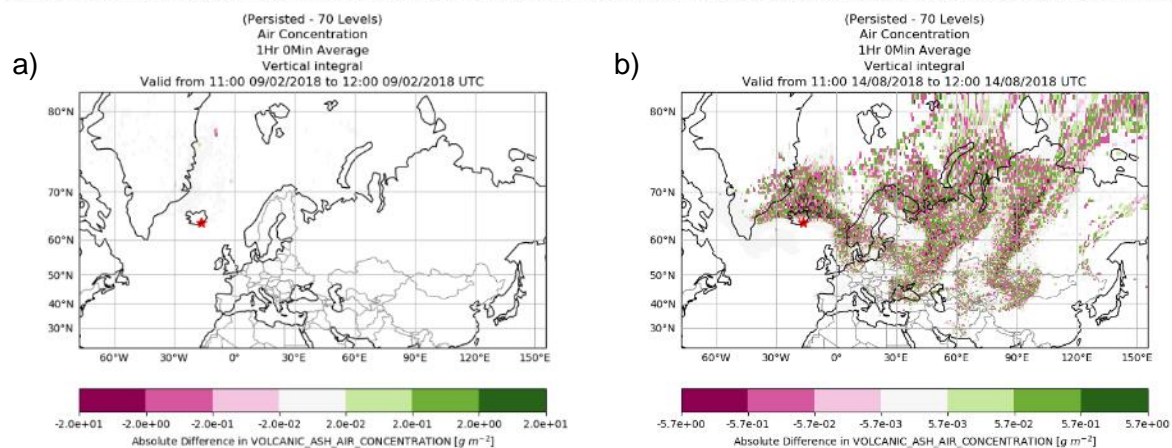 a)
(Persisted - 70 Levels)
Air Concentration
1Hr 0Min Average
Vertical integral
Valid from 11:00 09/02/2018 to 12:00 09/02/2018 UTC
80°N
70°N
60°N
50°N
40°N
30°N
60°W 30°W 0° 30°E 60°E 90°E 120°E 150°E
-2.0e+01 -2.0e+00 -2.0e-01 -2.0e-02 2.0e-02 2.0e-01 2.0e+00 2.0e+01
Absolute Difference in VOLCANIC_ASH_AIR_CONCENTRATION [g m⁻²]
b)
(Persisted - 70 Levels)
Air Concentration
1Hr 0Min Average
Vertical integral
Valid from 11:00 14/08/2018 to 12:00 14/08/2018 UTC
80°N
70°N
60°N
50°N
40°N
30°N
60°W 30°W 0° 30°E 60°E 90°E 120°E 150°E
-5.7e+00 -5.7e-01 -5.7e-02 -5.7e-03 5.7e-03 5.7e-02 5.7e-01 5.7e+00
Absolute Difference in VOLCANIC_ASH_AIR_CONCENTRATION [g m⁻²]